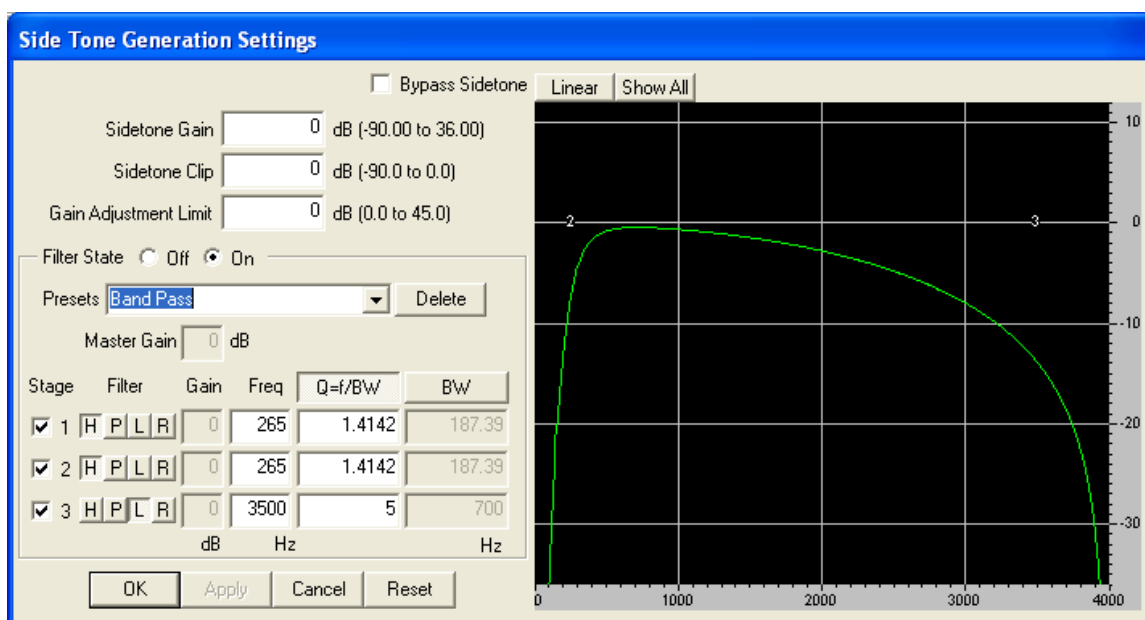 Side Tone Generation Settings
Bypass Sidetone
Linear Show All
Sidetone Gain 0 dB (-90.00 to 36.00)
Sidetone Clip 0 dB (-90.0 to 0.0)
Gain Adjustment Limit 0 dB (0.0 to 45.0)
Filter State Off On
Presets Band Pass Delete
Master Gain 0 dB
Stage Filter Gain Freq Q=f/BW BW
1 H P L R 0 265 1.4142 187.39
2 H P L R 0 265 1.4142 187.39
3 H P L R 0 3500 5 700
dB Hz Hz
OK Apply Cancel Reset
2 3
10
0
-10
-20
-30
0 1000 2000 3000 4000